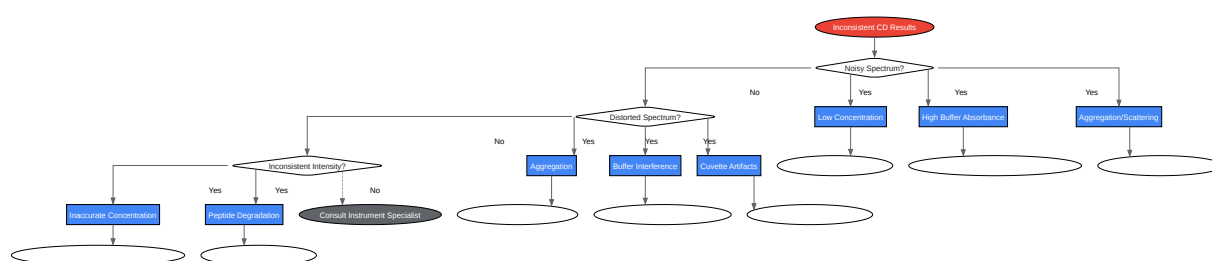 Inconsistent CD Results
Noisy Spectrum?
No
Yes
Yes
Yes
Distorted Spectrum?
Low Concentration
High Buffer Absorbance
Aggregation/Scattering
No
Yes
Yes
Yes
Inconsistent Intensity?
Aggregation
Buffer Interference
Cuvette Artifacts
Yes
Yes
No
Inaccurate Concentration
Peptide Degradation
Consult Instrument Specialist